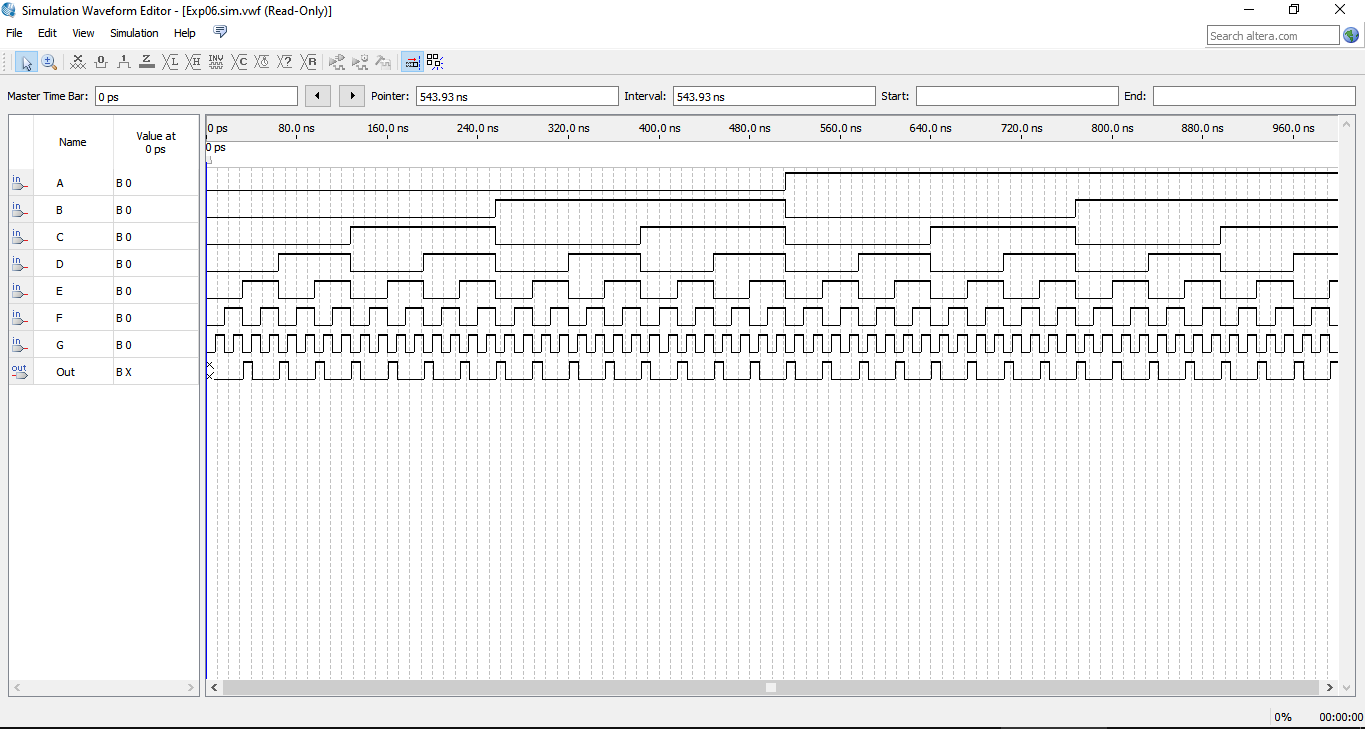 Simulation Waveform Editor - [Exp06.sim.vwf (Read-Only)]
File Edit View Simulation Help
Search altera.com
Master Time Bar: 0 ps Pointer: 543.93 ns Interval: 543.93 ns Start: End:
Name Value at 0 ps
0 ps 80.0 ns 160.0 ns 240.0 ns 320.0 ns 400.0 ns 480.0 ns 560.0 ns 640.0 ns 720.0 ns 800.0 ns 880.0 ns 960.0 ns
0 ps
in A B 0
in B B 0
in C B 0
in D B 0
in E B 0
in F B 0
in G B 0
out Out B X
0% 00:00:00